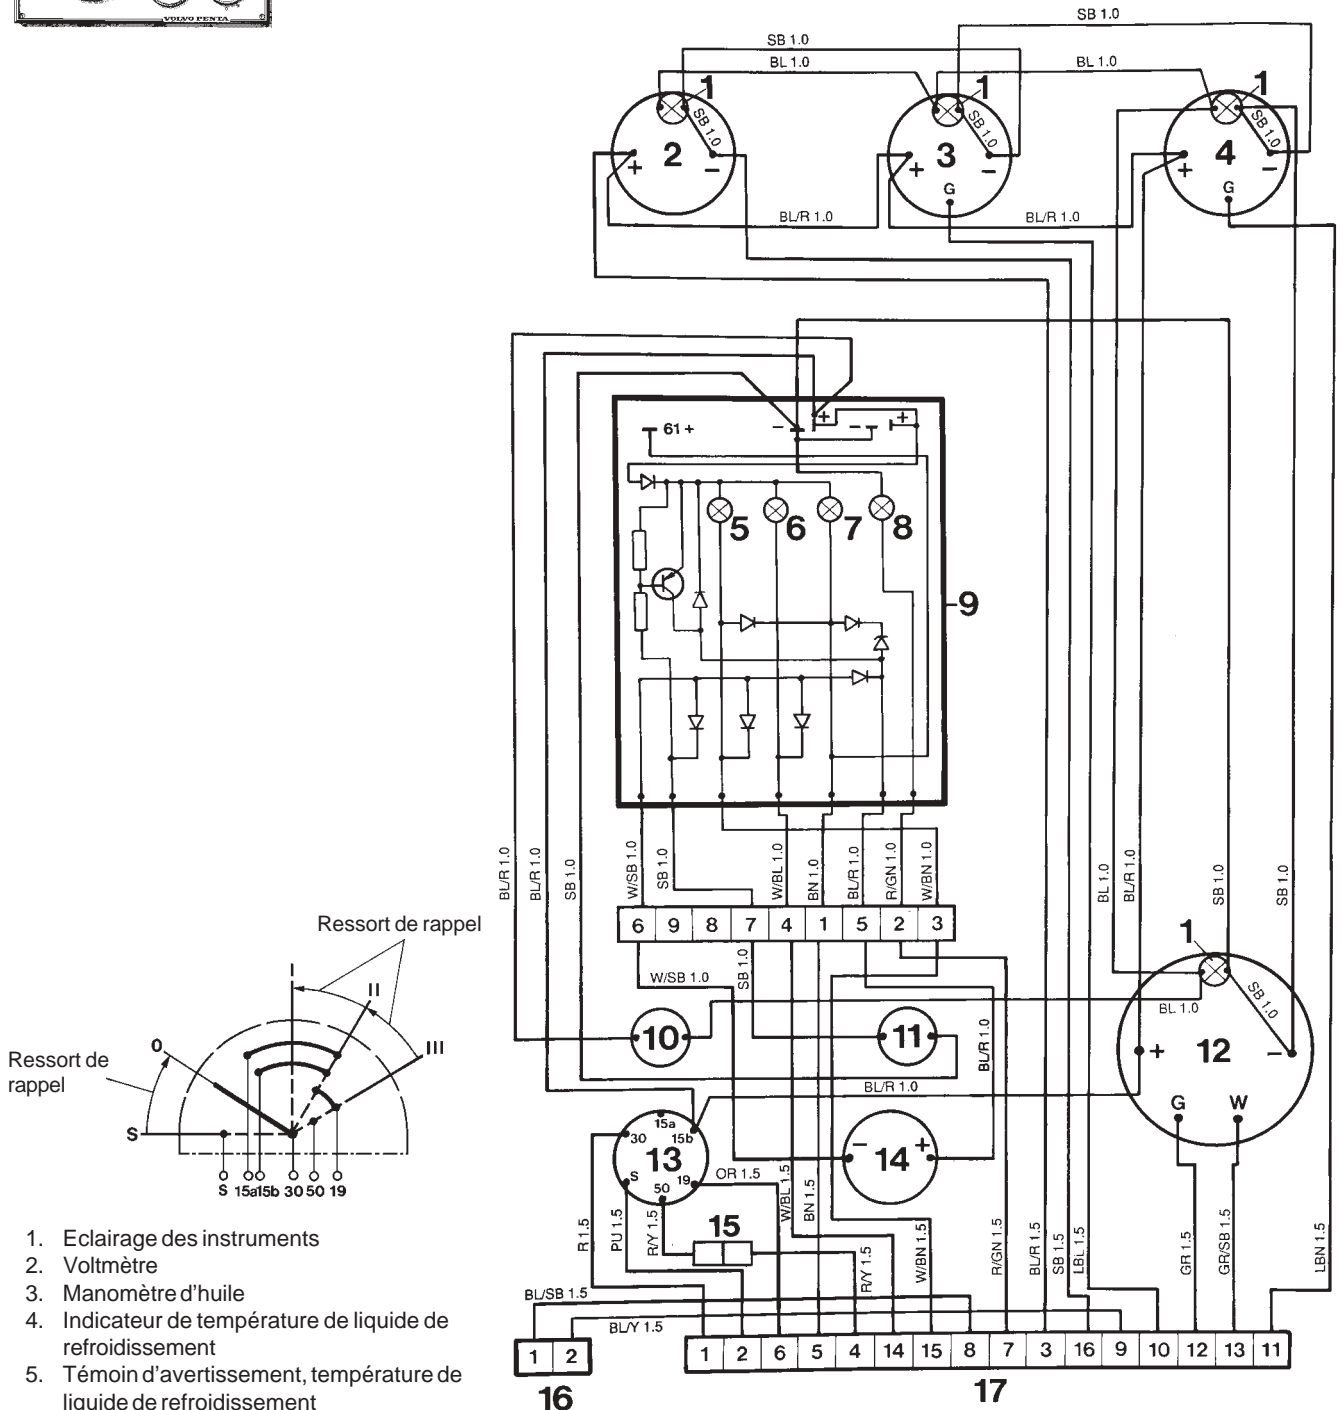 VOLVO PENTA
SB 1.0
SB 1.0
BL 1.0
BL 1.0
1
1
1
SB 1.0
SB 1.0
SB 1.0
2
3
4
+
−
+
−
+
−
G
G
BL/R 1.0
BL/R 1.0
61 +
−
+
−
+
5
6
7
8
9
BL/R 1.0
BL/R 1.0
SB 1.0
W/SB 1.0
SB 1.0
W/BL 1.0
BN 1.0
BL/R 1.0
R/GN 1.0
W/BN 1.0
BL 1.0
BL/R 1.0
SB 1.0
SB 1.0
6 9 8 7 4 1 5 2 3
W/SB 1.0
SB 1.0
BL/R 1.0
1
BL 1.0
SB 1.0
10
11
12
+
−
G
W
BL/R 1.0
Ressort de rappel
I
II
III
0
Ressort de
rappel
S
S 15a 15b 30 50 19
15a
30
15b
13
S
19
50
−
+
14
OR 1.5
15
R 1.5
PU 1.5
R/Y 1.5
W/BL 1.5
BN 1.5
R/Y 1.5
W/BN 1.5
R/GN 1.5
BL/R 1.5
SB 1.5
LBL 1.5
GR 1.5
GR/SB 1.5
LBN 1.5
BL/SB 1.5
BL/Y 1.5
1 2
1 2 6 5 4 14 15 8 7 3 16 9 10 12 13 11
16
17
1. Eclairage des instruments
2. Voltmètre
3. Manomètre d'huile
4. Indicateur de température de liquide de
refroidissement
5. Témoin d'avertissement, température de
liquide de refroidissement